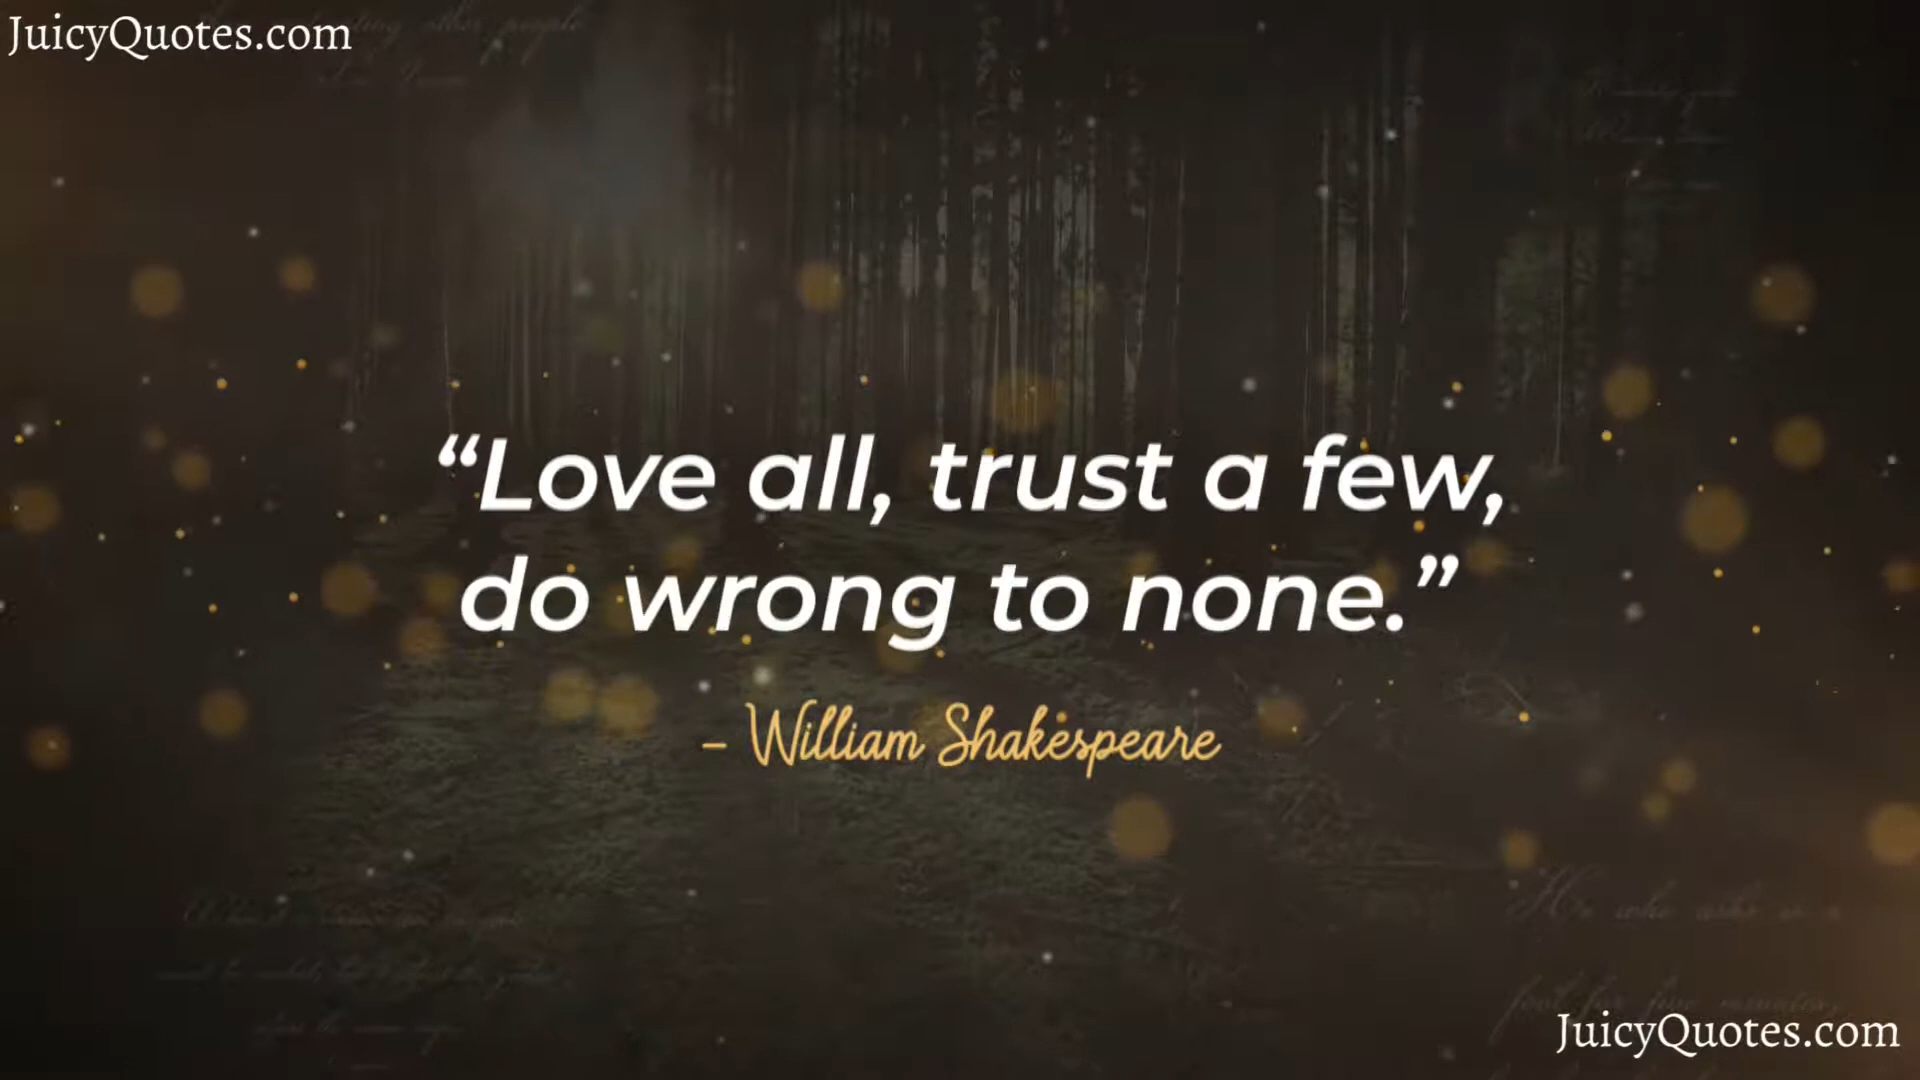 JuicyQuotes.com
“Love all, trust a few,
do wrong to none.”
– William Shakespeare
JuicyQuotes.com